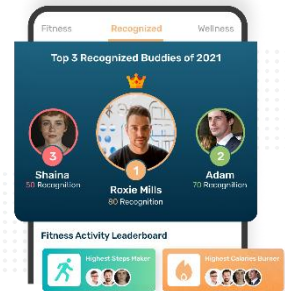 Fitness Recognized Wellness
Top 3 Recognized Buddies of 2021
3
1
2
Shaina
50 Recognition
Roxie Mills
80 Recognition
Adam
70 Recognition
Fitness Activity Leaderboard
Highest Steps Maker
Highest Calories Burner